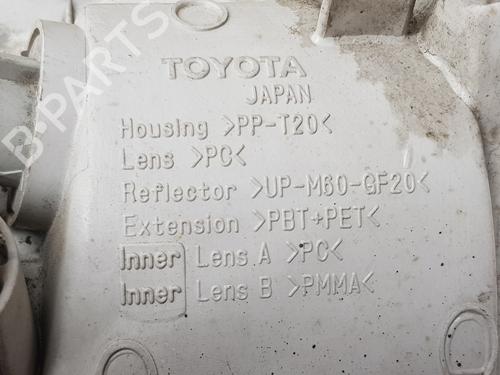 B-PARTS
TOYOTA
JAPAN
Housing >PP-T20<
Lens >PC<
Reflector >UP-M60-GF20<
Extension >PBT+PET<
Inner Lens A >PC<
Inner Lens B >PMMA<